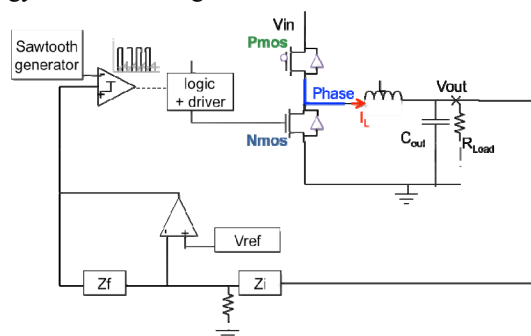 Vin
Pmos
Sawtooth
generator
logic
+ driver
Phase
L
Vout
IL
Cout
RLoad
Nmos
Vref
Zf
Zi